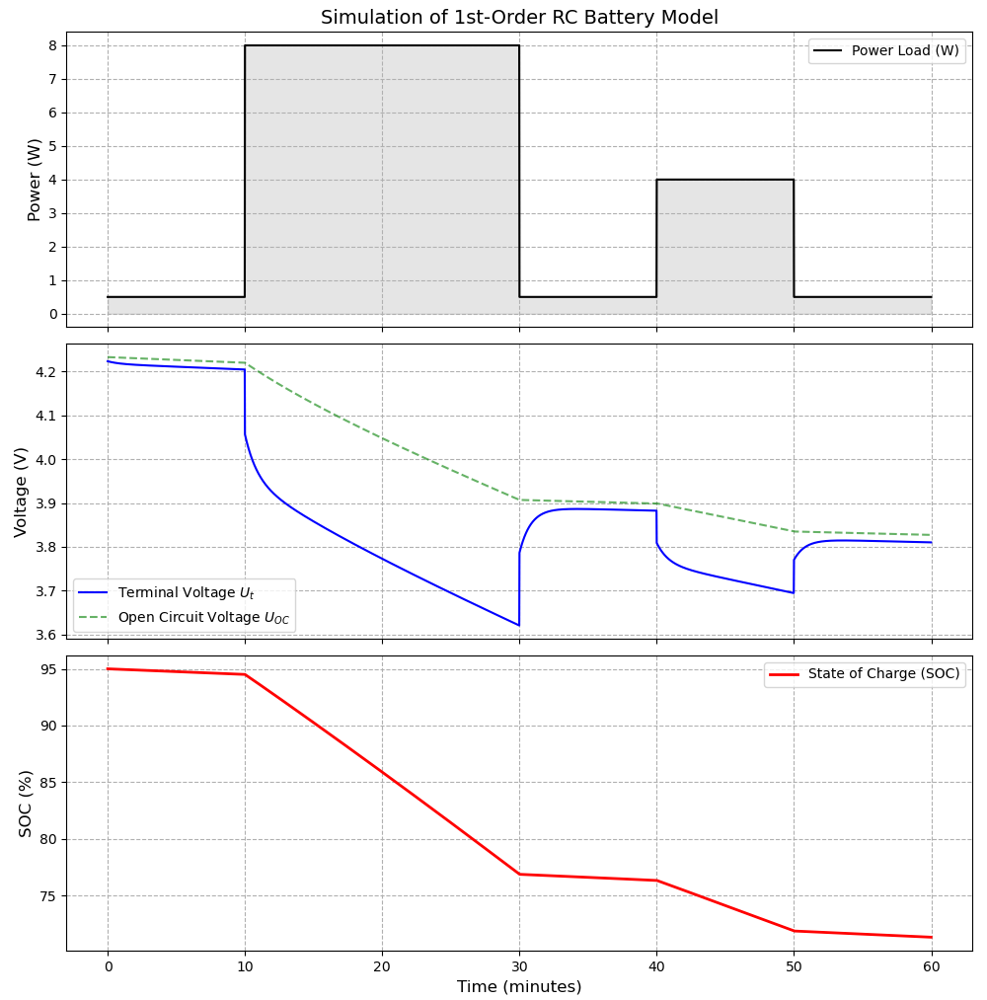 Simulation of 1st-Order RC Battery Model
Power (W)
8
7
6
5
4
3
2
1
0
Power Load (W)
Voltage (V)
4.2
4.1
4.0
3.9
3.8
3.7
3.6
Terminal Voltage U_t
Open Circuit Voltage U_OC
SOC (%)
95
90
85
80
75
State of Charge (SOC)
0 10 20 30 40 50 60
Time (minutes)